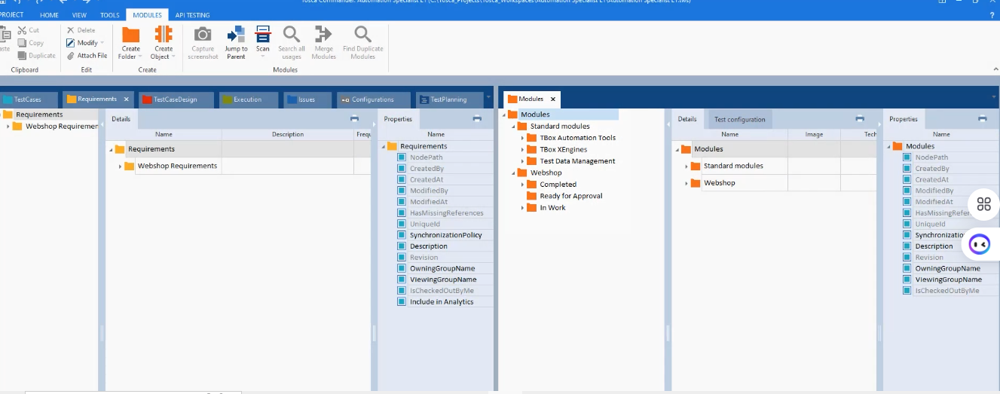 Tosca Commander: Automation Specialist ET (C:\Tosca_Projects\Tosca_Workspaces\Automation Specialist ET\Automation Specialist ET.tws)
PROJECT HOME VIEW TOOLS MODULES API TESTING
?
Cut
Copy
Duplicate
Clipboard
Delete
Modify
Attach File
Edit
Create Folder
Create Object
Create
Capture screenshot
Jump to Parent
Scan
Search all usages
Merge Modules
Find Duplicate Modules
Modules
TestCases Requirements TestCaseDesign Execution Issues Configurations TestPlanning
Requirements
Webshop Requiremen
Details
Name Description Frequ
Requirements
Webshop Requirements
Properties
Name
Requirements
NodePath
CreatedBy
CreatedAt
ModifiedBy
ModifiedAt
HasMissingReferences
UniqueId
SynchronizationPolicy
Description
Revision
OwningGroupName
ViewingGroupName
IsCheckedOutByMe
Include in Analytics
Modules
Modules
Standard modules
TBox Automation Tools
TBox XEngines
Test Data Management
Webshop
Completed
Ready for Approval
In Work
Details Test configuration
Name Image Tech
Modules
Standard modules
Webshop
Properties
Name
Modules
NodePath
CreatedBy
CreatedAt
ModifiedBy
ModifiedAt
HasMissingRefer
UniqueId
Synchronizatio
Description
Revision
OwningGroupName
ViewingGroupName
IsCheckedOutByMe